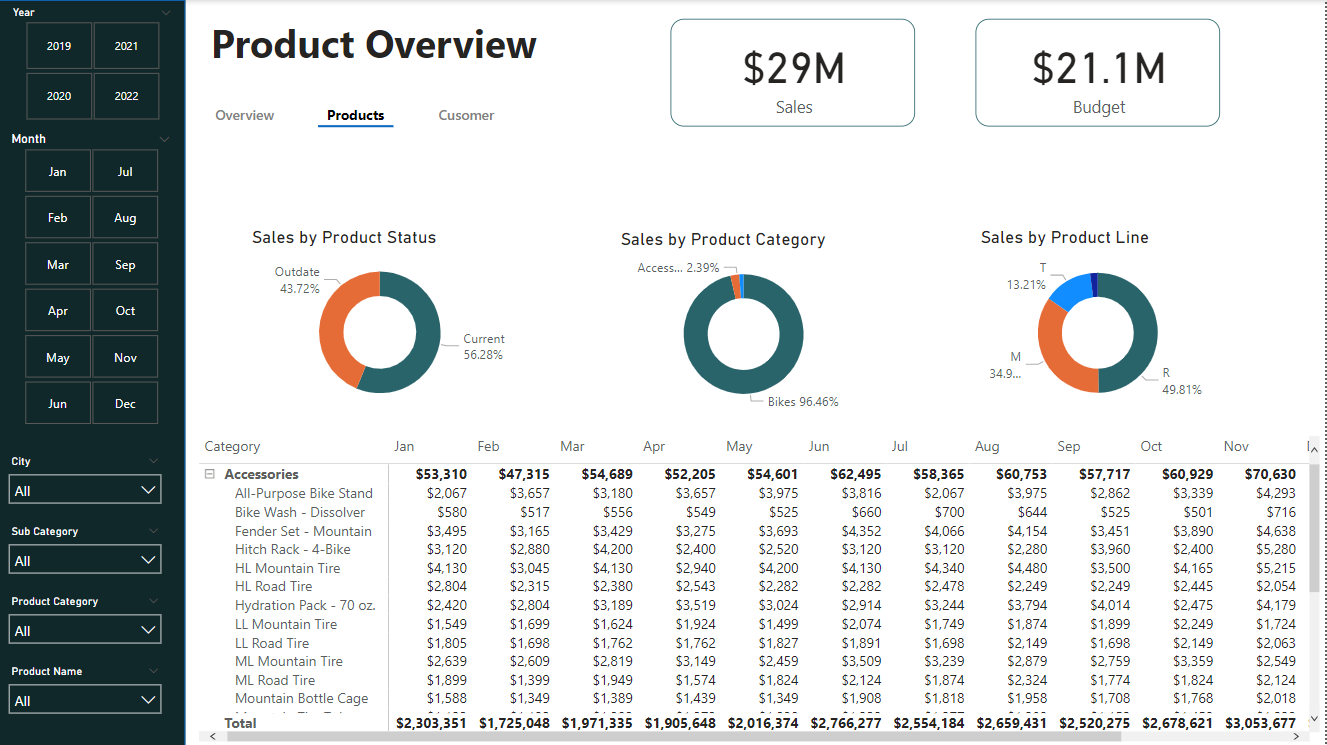 Year
2019 2021
2020 2022
Month
Jan Jul
Feb Aug
Mar Sep
Apr Oct
May Nov
Jun Dec
City
All
Sub Category
All
Product Category
All
Product Name
All
Product Overview
Overview Products Cusomer
$29M
Sales
$21.1M
Budget
Sales by Product Status
Outdate
43.72%
Current
56.28%
Sales by Product Category
Access... 2.39%
Bikes 96.46%
Sales by Product Line
T
13.21%
M
34.9...
R
49.81%
Category Jan Feb Mar Apr May Jun Jul Aug Sep Oct Nov
Accessories $53,310 $47,315 $54,689 $52,205 $54,601 $62,495 $58,365 $60,753 $57,717 $60,929 $70,630
All-Purpose Bike Stand $2,067 $3,657 $3,180 $3,657 $3,975 $3,816 $2,067 $3,975 $2,862 $3,339 $4,293
Bike Wash - Dissolver $580 $517 $556 $549 $525 $660 $700 $644 $525 $501 $716
Fender Set - Mountain $3,495 $3,165 $3,429 $3,275 $3,693 $4,352 $4,066 $4,154 $3,451 $3,890 $4,638
Hitch Rack - 4-Bike $3,120 $2,880 $4,200 $2,400 $2,520 $3,120 $3,120 $2,280 $3,960 $2,400 $5,280
HL Mountain Tire $4,130 $3,045 $4,130 $2,940 $4,200 $4,130 $4,340 $4,480 $3,500 $4,165 $5,215
HL Road Tire $2,804 $2,315 $2,380 $2,543 $2,282 $2,282 $2,478 $2,249 $2,249 $2,445 $2,054
Hydration Pack - 70 oz. $2,420 $2,804 $3,189 $3,519 $3,024 $2,914 $3,244 $3,794 $4,014 $2,475 $4,179
LL Mountain Tire $1,549 $1,699 $1,624 $1,924 $1,499 $2,074 $1,749 $1,874 $1,899 $2,249 $1,724
LL Road Tire $1,805 $1,698 $1,762 $1,762 $1,827 $1,891 $1,698 $2,149 $1,698 $2,149 $2,063
ML Mountain Tire $2,639 $2,609 $2,819 $3,149 $2,459 $3,509 $3,239 $2,879 $2,759 $3,359 $2,549
ML Road Tire $1,899 $1,399 $1,949 $1,574 $1,824 $2,124 $1,874 $2,324 $1,774 $1,824 $2,124
Mountain Bottle Cage $1,588 $1,349 $1,389 $1,439 $1,349 $1,908 $1,818 $1,958 $1,708 $1,768 $2,018
Total $2,303,351 $1,725,048 $1,971,335 $1,905,648 $2,016,374 $2,766,277 $2,554,184 $2,659,431 $2,520,275 $2,678,621 $3,053,677